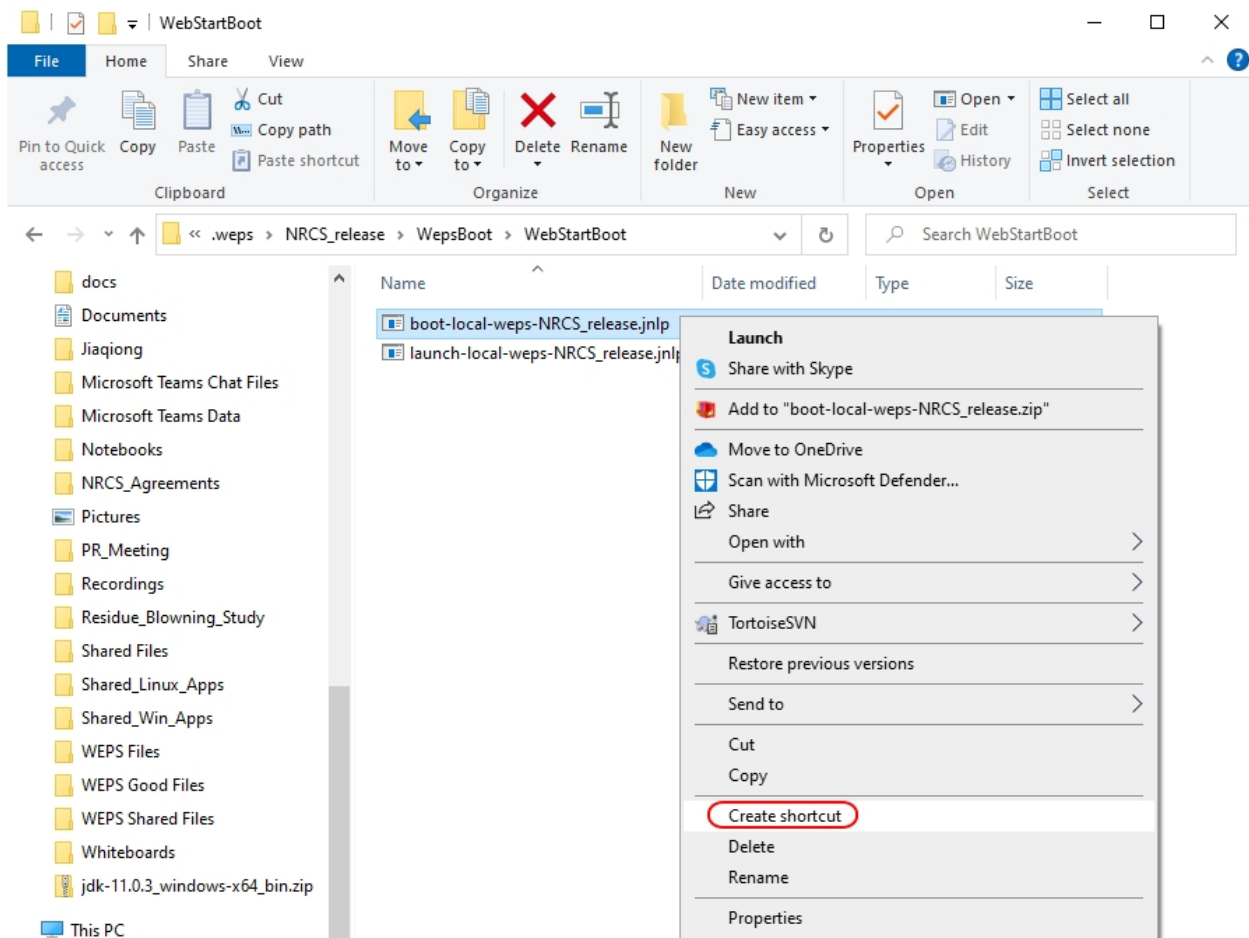 WebStartBoot
File Home Share View
Pin to Quick access
Copy
Paste
Cut
Copy path
Paste shortcut
Clipboard
Move to
Copy to
Delete
Rename
Organize
New folder
New item
Easy access
New
Properties
Open
Edit
History
Open
Select all
Select none
Invert selection
Select
« .weps › NRCS_release › WepsBoot › WebStartBoot
Search WebStartBoot
docs
Documents
Jiaqiong
Microsoft Teams Chat Files
Microsoft Teams Data
Notebooks
NRCS_Agreements
Pictures
PR_Meeting
Recordings
Residue_Blowning_Study
Shared Files
Shared_Linux_Apps
Shared_Win_Apps
WEPS Files
WEPS Good Files
WEPS Shared Files
Whiteboards
jdk-11.0.3_windows-x64_bin.zip
This PC
Name Date modified Type Size
boot-local-weps-NRCS_release.jnlp
launch-local-weps-NRCS_release.jnlp
Launch
Share with Skype
Add to "boot-local-weps-NRCS_release.zip"
Move to OneDrive
Scan with Microsoft Defender...
Share
Open with
Give access to
TortoiseSVN
Restore previous versions
Send to
Cut
Copy
Create shortcut
Delete
Rename
Properties